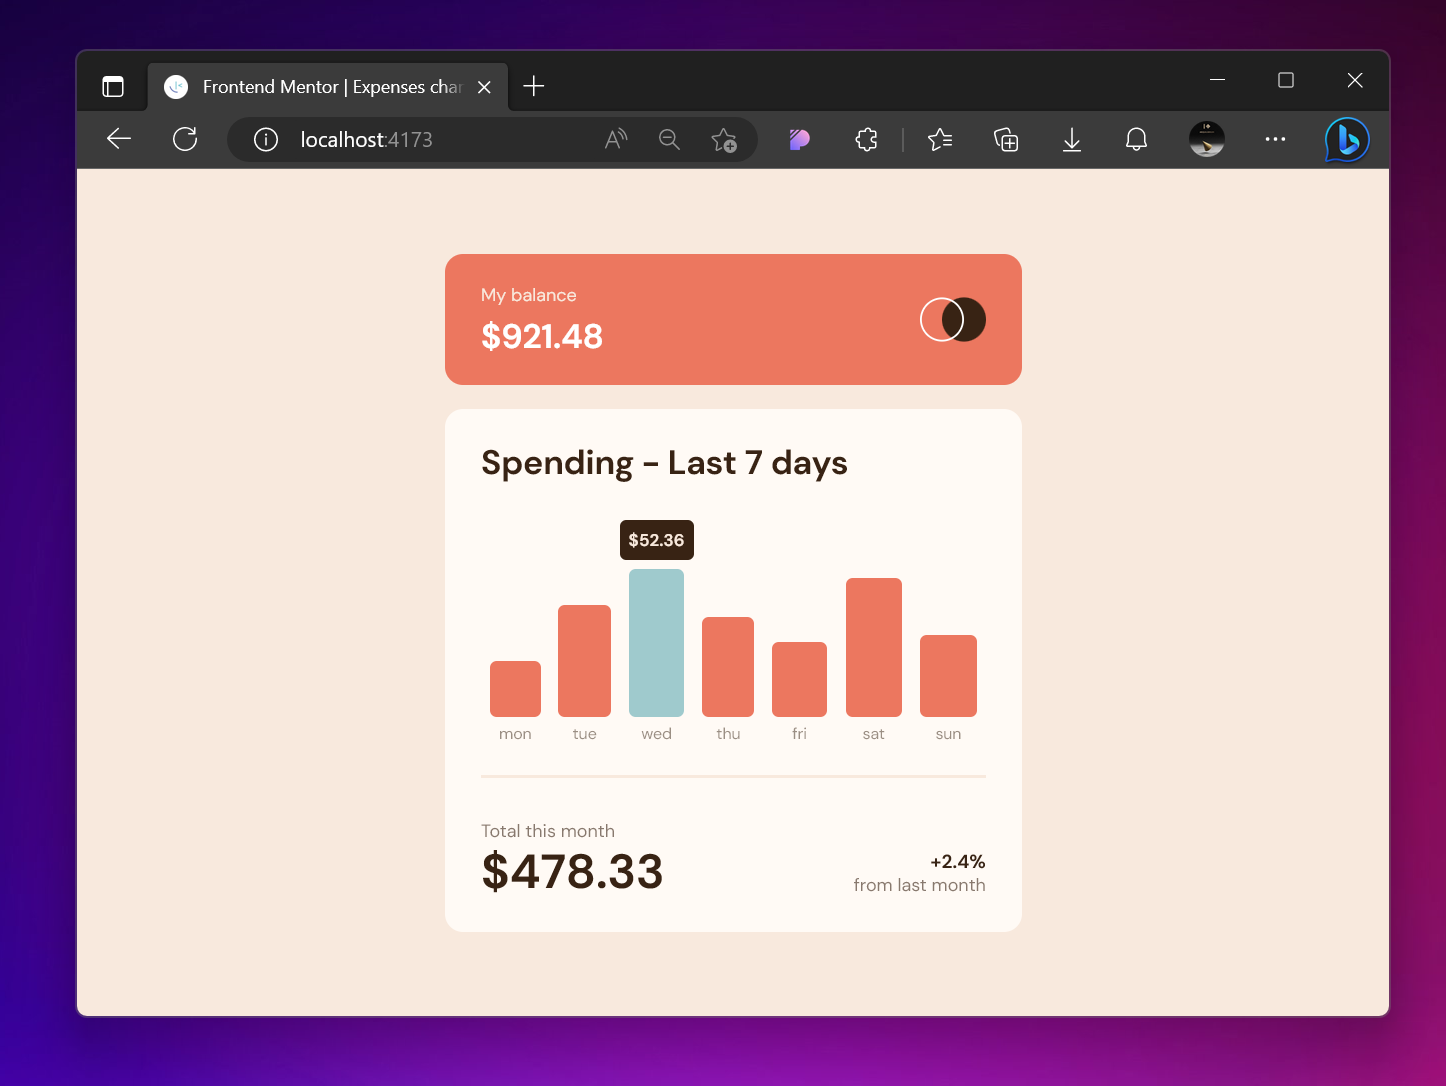 Frontend Mentor | Expenses char
localhost:4173
My balance
$921.48
Spending - Last 7 days
$52.36
mon tue wed thu fri sat sun
Total this month
$478.33
+2.4%
from last month